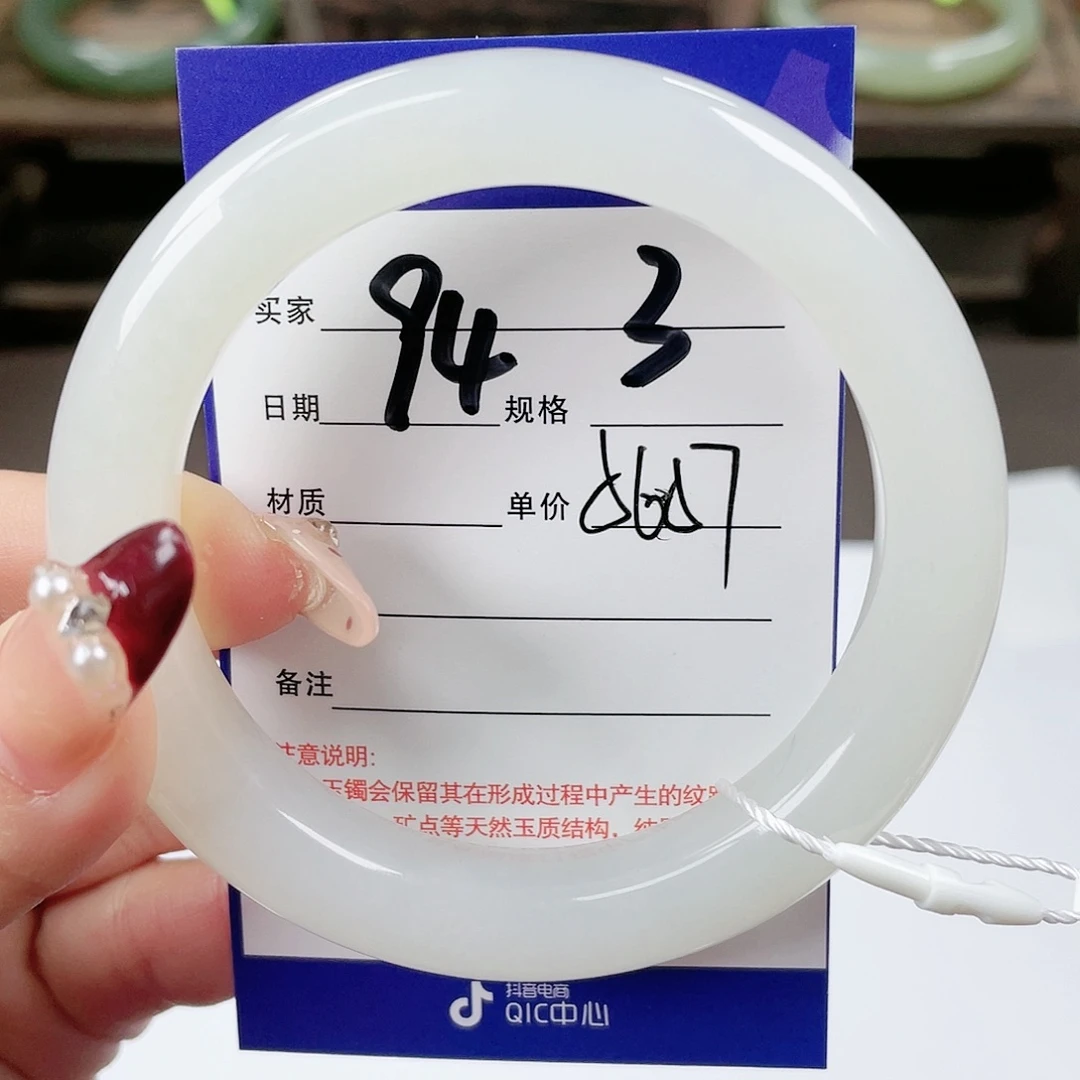 买家 94 3
日期 规格
材质 单价
备注
注意说明:
玉镯会保留其在形成过程中产生的纹
矿点等天然玉质结构,
抖音电商
QIC中心